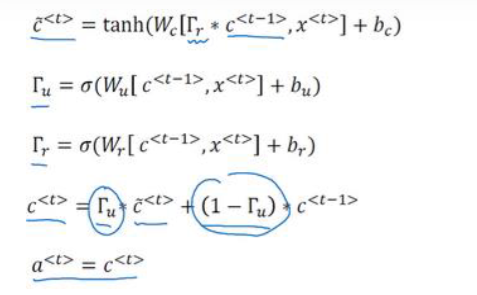 c̃<t> = tanh(Wc[Γr * c<t−1>, x<t>] + bc)
Γu = σ(Wu[ c<t−1>, x<t>] + bu)
Γr = σ(Wr[ c<t−1>, x<t>] + br)
c<t> = Γu * c̃<t> + (1 − Γu) * c<t−1>
a<t> = c<t>